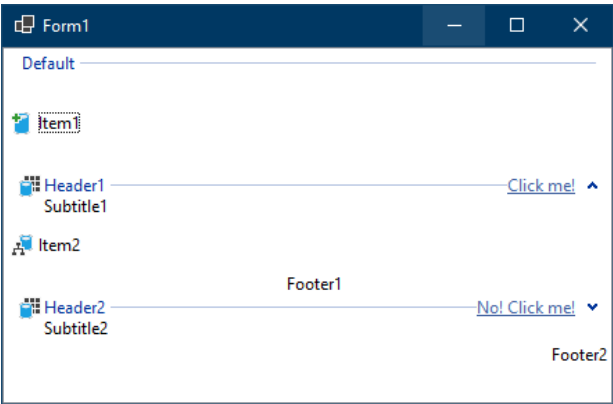 Form1
Default
Item1
Header1 Click me!
Subtitle1
Item2
Footer1
Header2 No! Click me!
Subtitle2
Footer2